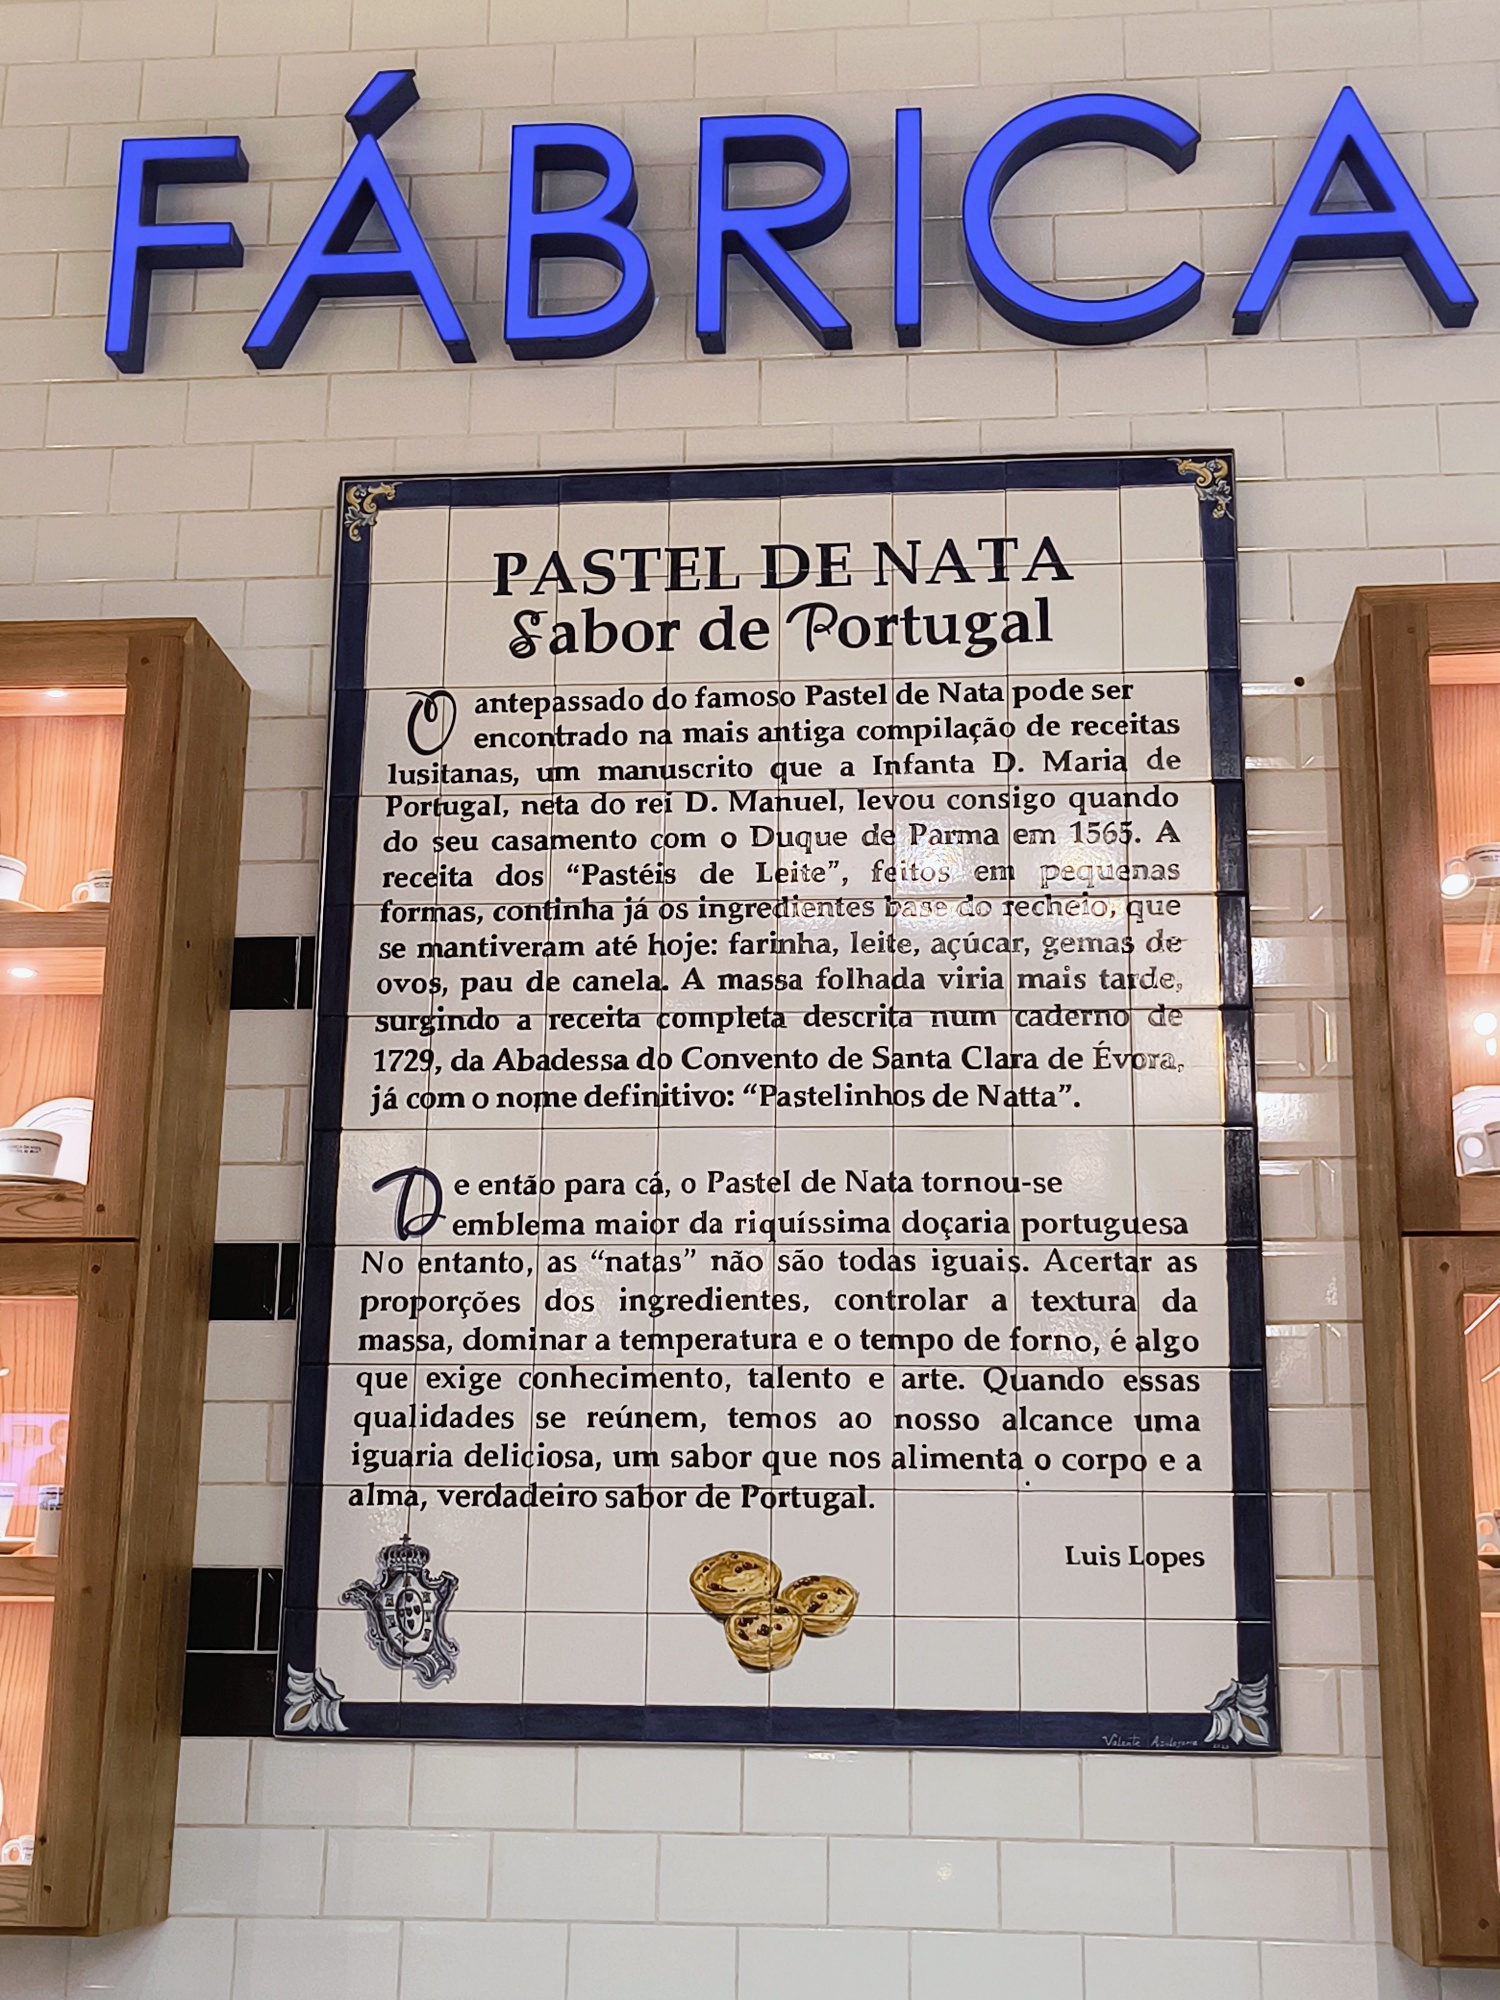 FÁBRICA
PASTEL DE NATA
Sabor de Portugal
O antepassado do famoso Pastel de Nata pode ser
encontrado na mais antiga compilação de receitas
lusitanas, um manuscrito que a Infanta D. Maria de
Portugal, neta do rei D. Manuel, levou consigo quando
do seu casamento com o Duque de Parma em 1565. A
receita dos “Pastéis de Leite”, feitos em pequenas
formas, continha já os ingredientes base do recheio, que
se mantiveram até hoje: farinha, leite, açúcar, gemas de
ovos, pau de canela. A massa folhada viria mais tarde,
surgindo a receita completa descrita num caderno de
1729, da Abadessa do Convento de Santa Clara de Évora,
já com o nome definitivo: “Pastelinhos de Natta”.
De então para cá, o Pastel de Nata tornou-se
emblema maior da riquíssima doçaria portuguesa
No entanto, as “natas” não são todas iguais. Acertar as
proporções dos ingredientes, controlar a textura da
massa, dominar a temperatura e o tempo de forno, é algo
que exige conhecimento, talento e arte. Quando essas
qualidades se reúnem, temos ao nosso alcance uma
iguaria deliciosa, um sabor que nos alimenta o corpo e a
alma, verdadeiro sabor de Portugal.
Luis Lopes
Valente